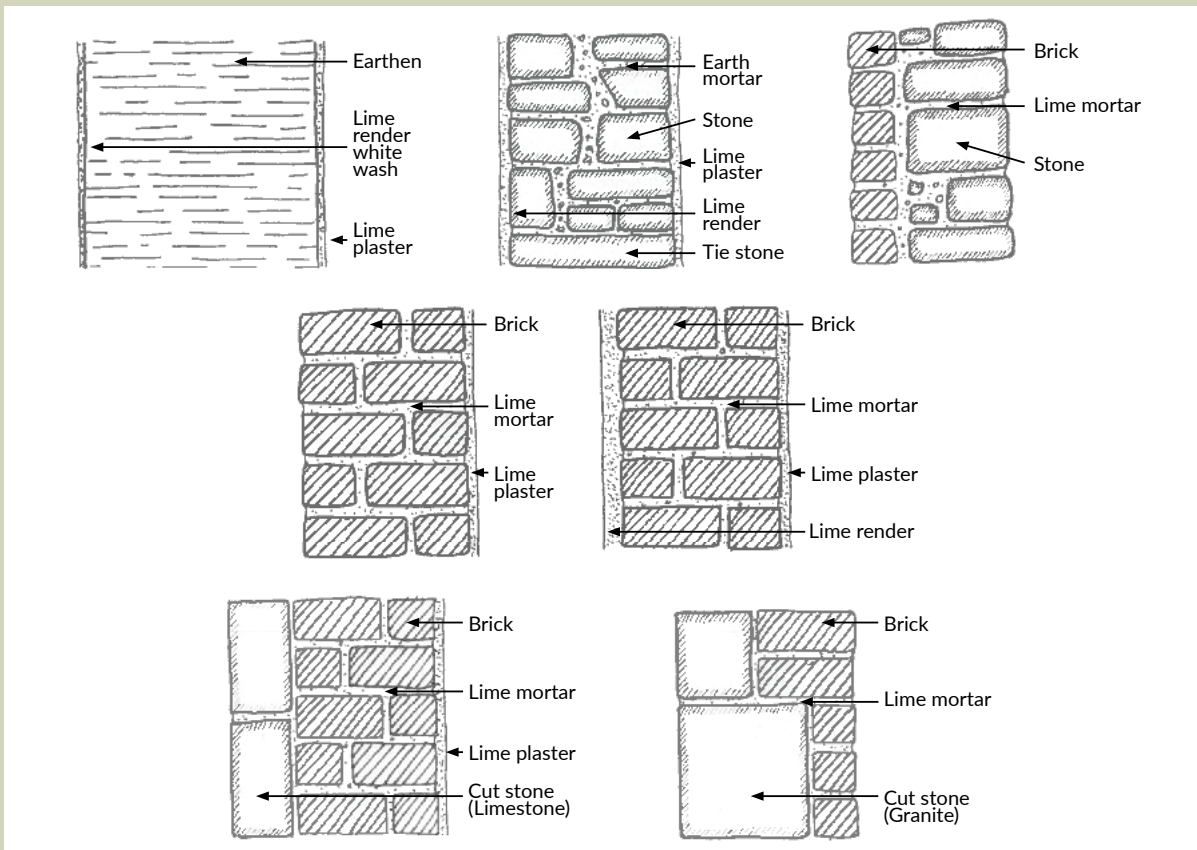 Earthen
Lime
render
white
wash
Lime
plaster
Earth
mortar
Stone
Lime
plaster
Lime
render
Tie stone
Brick
Lime mortar
Stone
Brick
Lime
mortar
Lime
plaster
Brick
Lime mortar
Lime plaster
Lime render
Brick
Lime mortar
Lime plaster
Cut stone
(Limestone)
Brick
Lime mortar
Cut stone
(Granite)